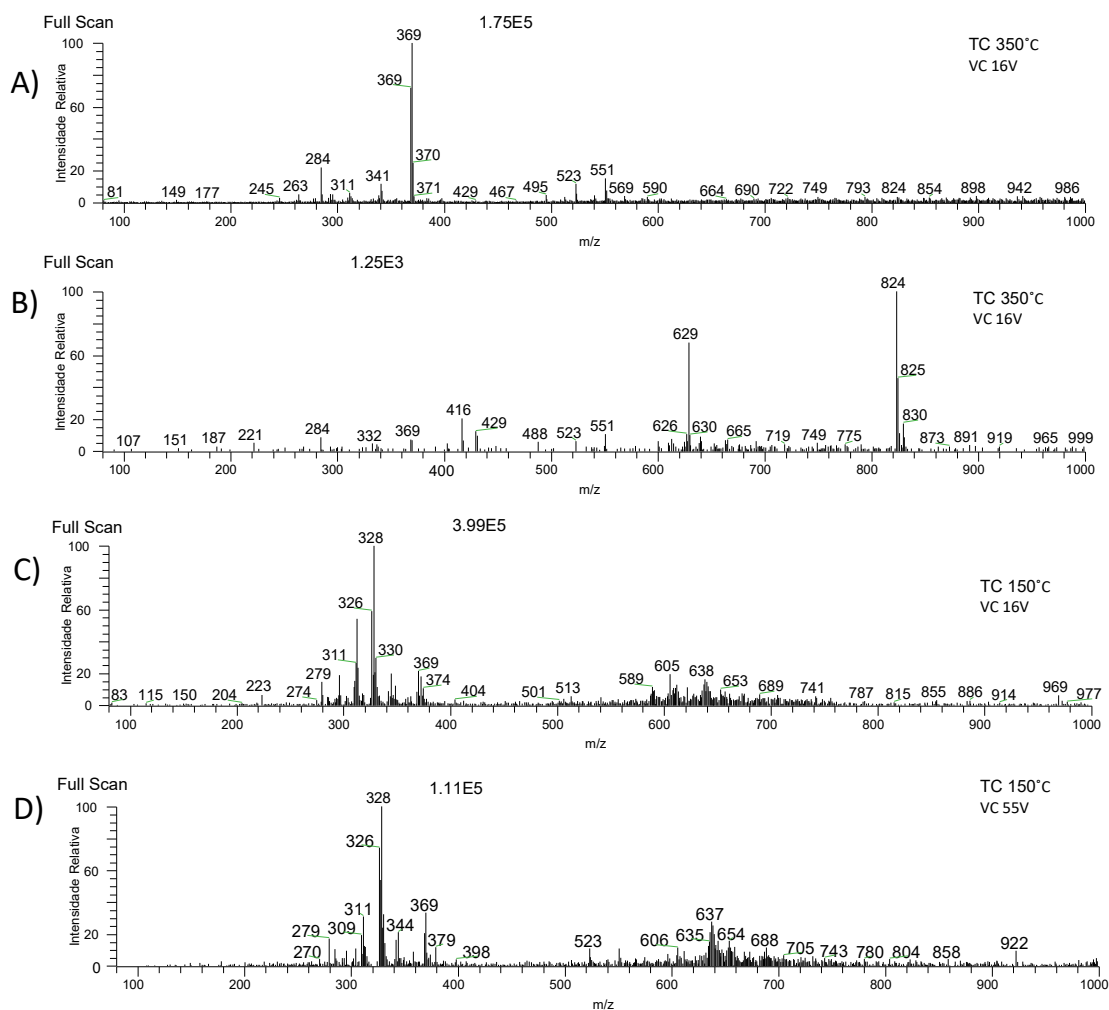 Full Scan 1.75E5
A)
TC 350˚C
VC 16V
Intensidade Relativa
100
60
20
0
369
369
370
371
284
341
311
81 149 177 245 263 429 467 495 523 551 569 590 664 690 722 749 793 824 854 898 942 986
100 200 300 400 500 600 700 800 900 1000
m/z
Full Scan 1.25E3
B)
TC 350˚C
VC 16V
Intensidade Relativa
100
60
20
0
824
825
830
629
107 151 187 221 284 332 369 416 429 488 523 551 626 630 665 719 749 775 873 891 919 965 999
100 200 300 400 500 600 700 800 900 1000
m/z
Full Scan 3.99E5
C)
TC 150˚C
VC 16V
Intensidade Relativa
100
60
20
0
328
326
330
311
83 115 150 204 223 274 279 369 374 404 501 513 589 605 638 653 689 741 787 815 855 886 914 969 977
100 200 300 400 500 600 700 800 900 1000
m/z
Full Scan 1.11E5
D)
TC 150˚C
VC 55V
Intensidade Relativa
100
60
20
0
328
326
311
270 279 309 344 369 379 398 523 606 635 637 654 688 705 743 780 804 858 922
100 200 300 400 500 600 700 800 900 1000
m/z